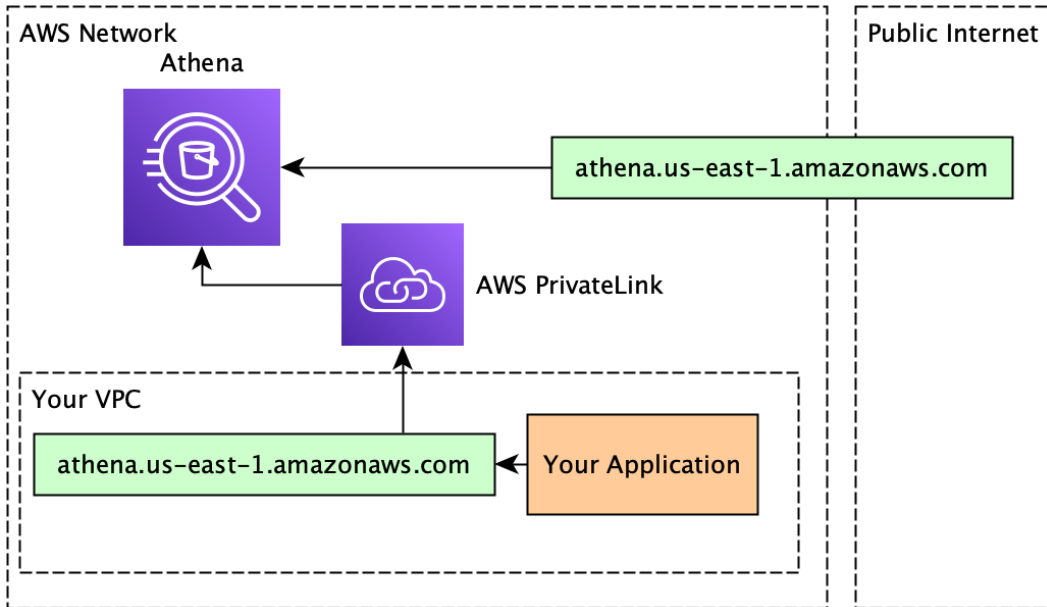 AWS Network
Public Internet
Athena
athena.us-east-1.amazonaws.com
AWS PrivateLink
Your VPC
athena.us-east-1.amazonaws.com
Your Application